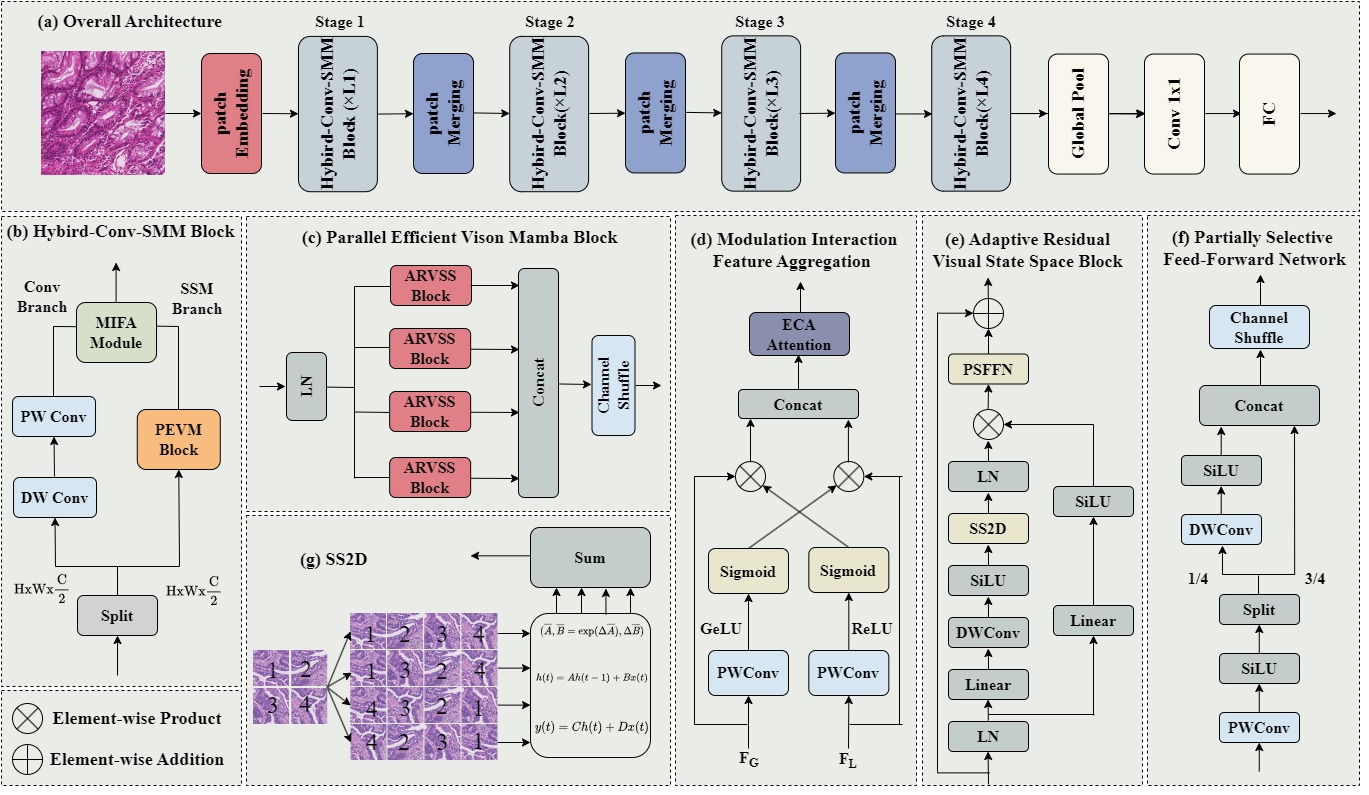 (a) Overall Architecture
Stage 1
Stage 2
Stage 3
Stage 4
patch
Embedding
Hybird-Conv-SMM
Block (×L1)
patch
Merging
Hybird-Conv-SMM
Block(×L2)
patch
Merging
Hybird-Conv-SMM
Block(×L3)
patch
Merging
Hybird-Conv-SMM
Block(×L4)
Global Pool
Conv 1x1
FC
(b) Hybird-Conv-SMM Block
Conv
Branch
SSM
Branch
MIFA
Module
PW Conv
PEVM
Block
DW Conv
HxWx C/2
HxWx C/2
Split
Element-wise Product
Element-wise Addition
(c) Parallel Efficient Vison Mamba Block
LN
ARVSS
Block
ARVSS
Block
ARVSS
Block
ARVSS
Block
Concat
Channel
Shuffle
(g) SS2D
Sum
1 2
3 4
1 2 3 4
1 3 2 4
4 3 2 1
4 2 3 1
(A̅, B̅ = exp(ΔA̅), ΔB̅)
h(t) = Ah(t − 1) + Bx(t)
y(t) = Ch(t) + Dx(t)
(d) Modulation Interaction
Feature Aggregation
ECA
Attention
Concat
Sigmoid
Sigmoid
GeLU
ReLU
PWConv
PWConv
F_G
F_L
(e) Adaptive Residual
Visual State Space Block
PSFFN
LN
SS2D
SiLU
DWConv
Linear
LN
SiLU
Linear
(f) Partially Selective
Feed-Forward Network
Channel
Shuffle
Concat
SiLU
DWConv
1/4
3/4
Split
SiLU
PWConv